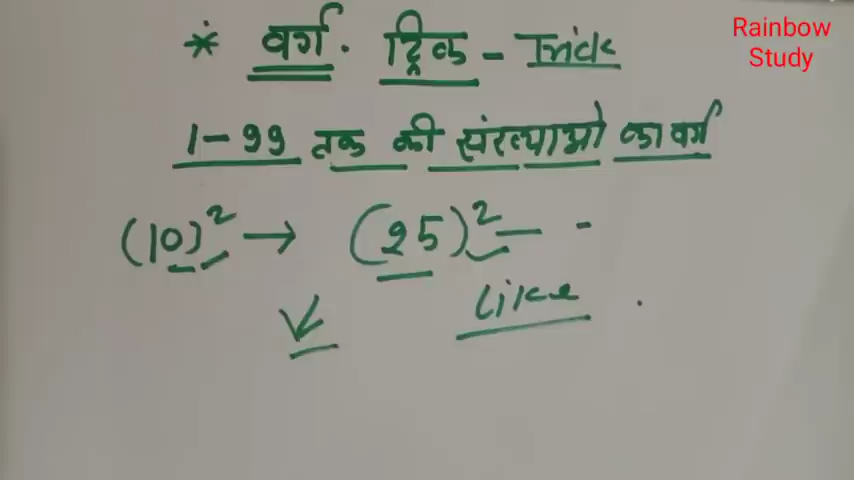 Rainbow
Study
* वर्ग. ट्रिक - Trick
1-99 तक की संख्याओ का वर्ग
(10)² → (25)² - -
Like .